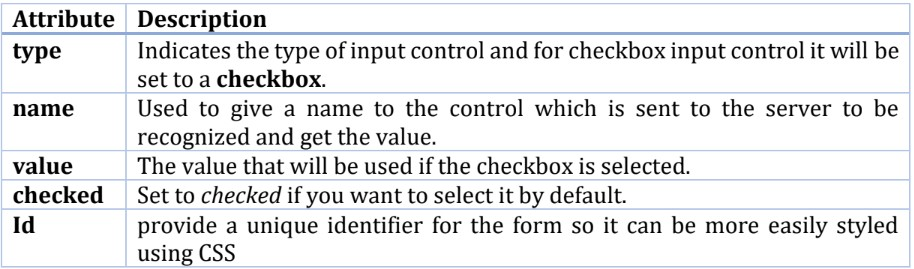 Attribute Description
type Indicates the type of input control and for checkbox input control it will be
set to a checkbox.
name Used to give a name to the control which is sent to the server to be
recognized and get the value.
value The value that will be used if the checkbox is selected.
checked Set to checked if you want to select it by default.
Id provide a unique identifier for the form so it can be more easily styled
using CSS